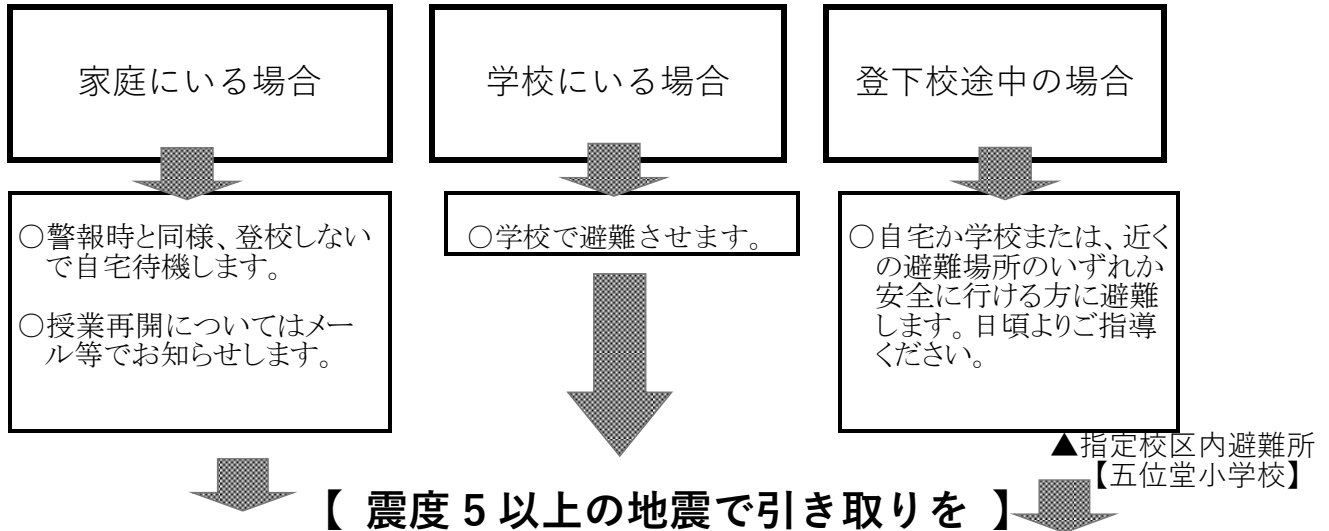 家庭にいる場合
学校にいる場合
登下校途中の場合
○警報時と同様、登校しない
で自宅待機します。
○授業再開についてはメー
ル等でお知らせします。
○学校で避難させます。
○自宅か学校または、近く
の避難場所のいずれか
安全に行ける方に避難
します。日頃よりご指導
ください。
▲指定校区内避難所
【五位堂小学校】
【 震度５以上の地震で引き取りを 】